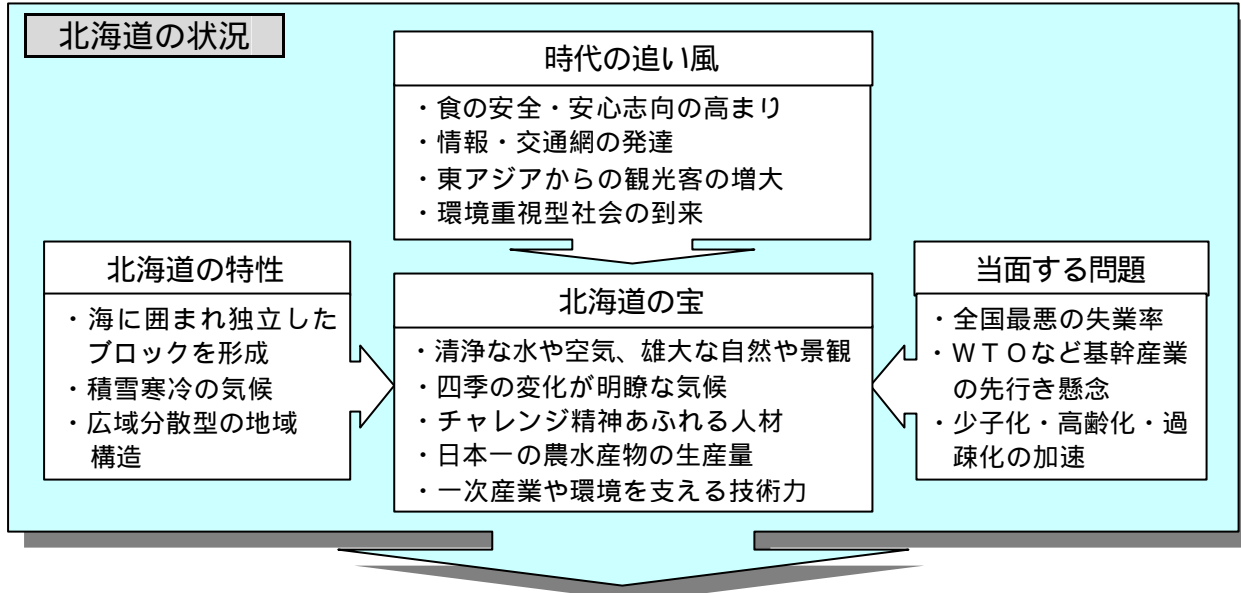 北海道の状況
時代の追い風
・食の安全・安心志向の高まり
・情報・交通網の発達
・東アジアからの観光客の増大
・環境重視型社会の到来
北海道の特性
・海に囲まれ独立した
ブロックを形成
・積雪寒冷の気候
・広域分散型の地域
構造
北海道の宝
・清浄な水や空気、雄大な自然や景観
・四季の変化が明瞭な気候
・チャレンジ精神あふれる人材
・日本一の農水産物の生産量
・一次産業や環境を支える技術力
当面する問題
・全国最悪の失業率
・ＷＴＯなど基幹産業
の先行き懸念
・少子化・高齢化・過
疎化の加速